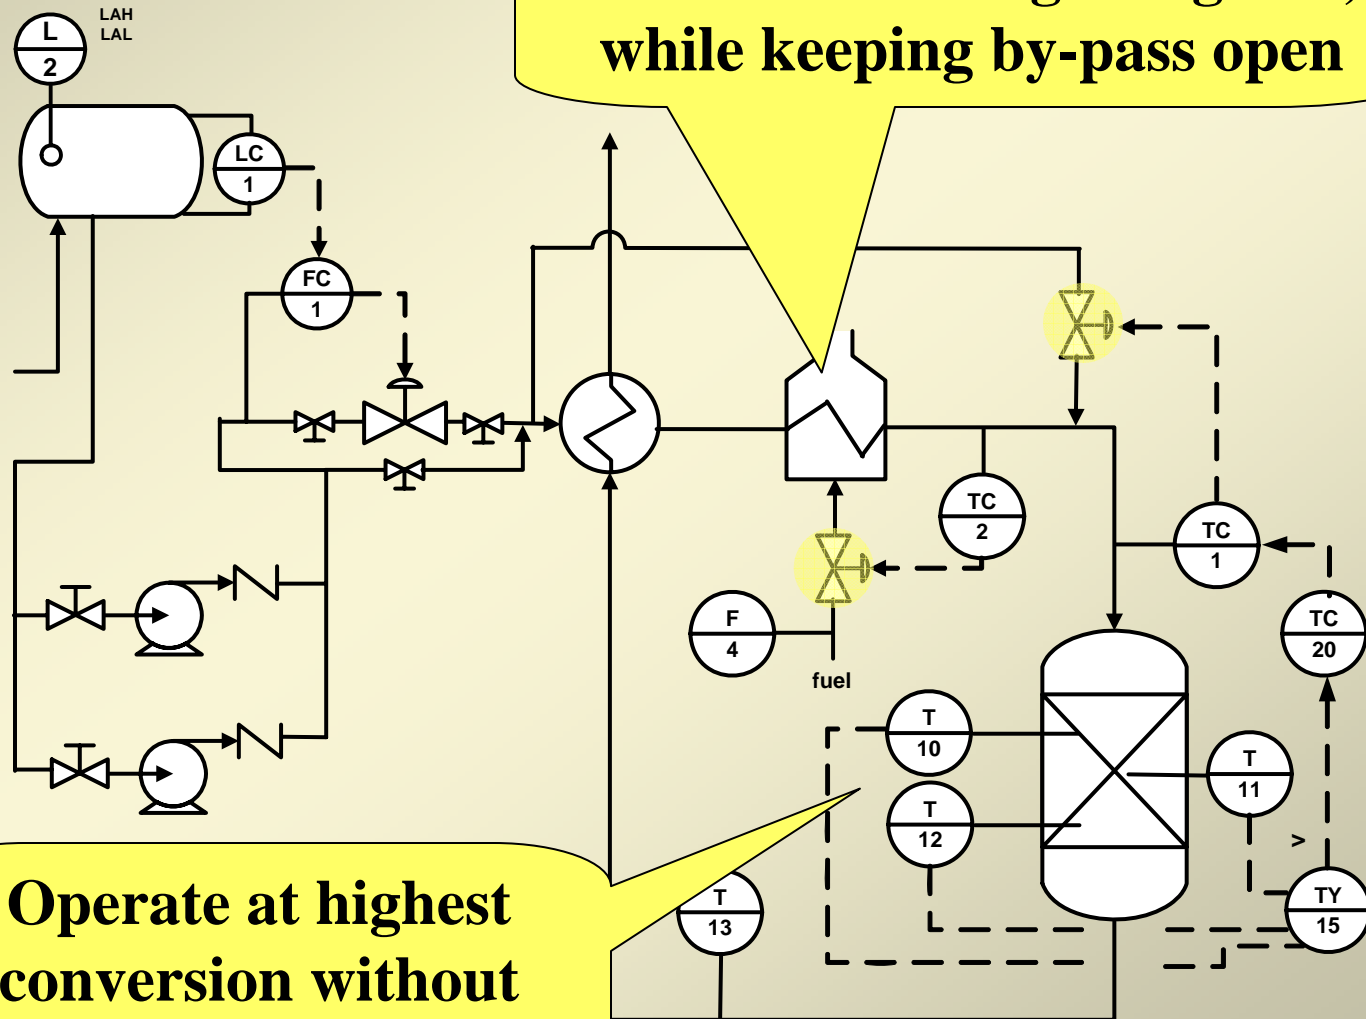 LAH
LAL
L
2
while keeping by-pass open
LC
1
FC
1
TC
2
TC
1
F
4
fuel
TC
20
T
10
T
11
T
12
>
TY
15
T
13
Operate at highest
conversion without